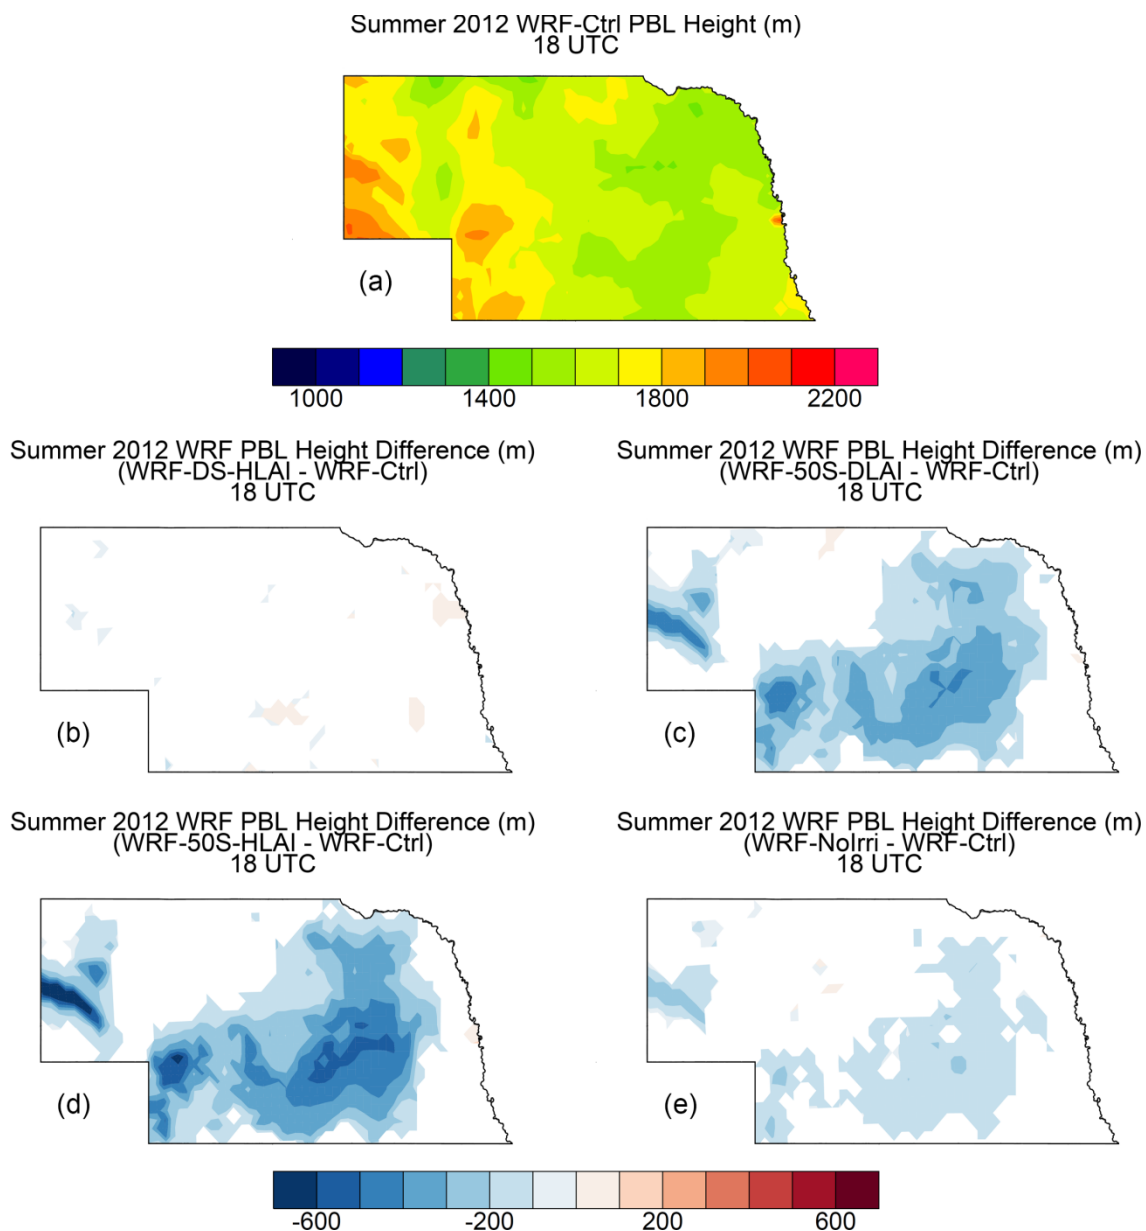 Summer 2012 WRF-Ctrl PBL Height (m)
18 UTC
(a)
1000 1400 1800 2200
Summer 2012 WRF PBL Height Difference (m)
(WRF-DS-HLAI - WRF-Ctrl)
18 UTC
(b)
Summer 2012 WRF PBL Height Difference (m)
(WRF-50S-DLAI - WRF-Ctrl)
18 UTC
(c)
Summer 2012 WRF PBL Height Difference (m)
(WRF-50S-HLAI - WRF-Ctrl)
18 UTC
(d)
Summer 2012 WRF PBL Height Difference (m)
(WRF-NoIrri - WRF-Ctrl)
18 UTC
(e)
-600 -200 200 600